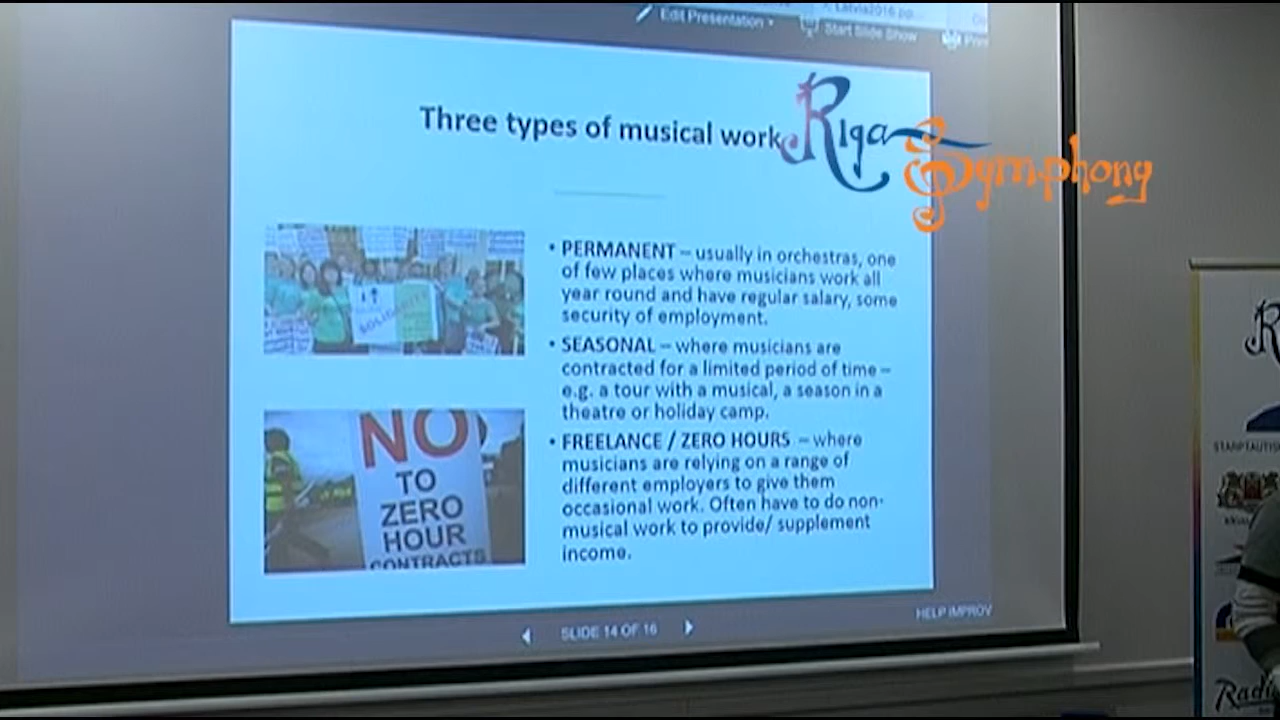 Latvia2016.pp...
Edit Presentation
Start Slide Show
Three types of musical work
Riga
Symphony
• PERMANENT – usually in orchestras, one
of few places where musicians work all
year round and have regular salary, some
security of employment.
• SEASONAL – where musicians are
contracted for a limited period of time –
e.g. a tour with a musical, a season in a
theatre or holiday camp.
• FREELANCE / ZERO HOURS – where
musicians are relying on a range of
different employers to give them
occasional work. Often have to do non-
musical work to provide/ supplement
income.
NO
TO
ZERO
HOUR
CONTRACTS
SLIDE 14 OF 16
HELP IMPROV
STARPTAUTIS